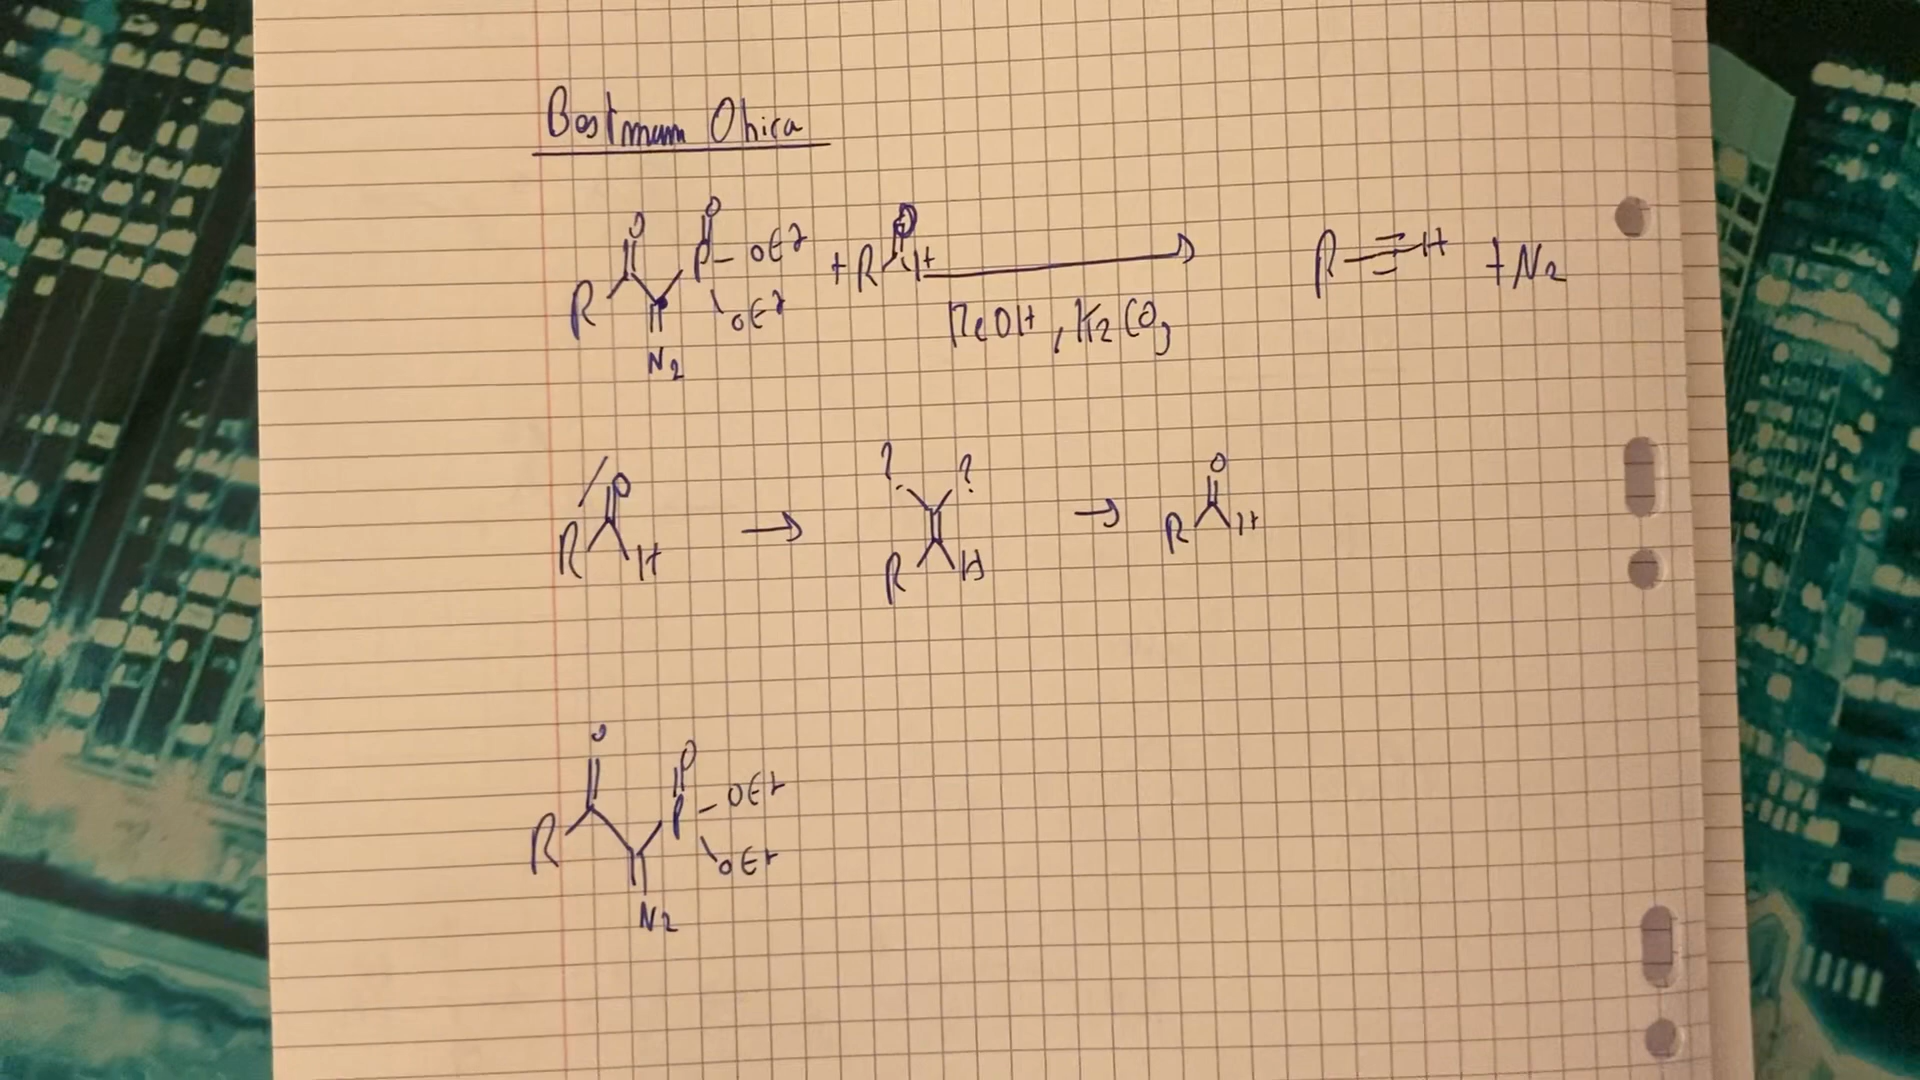 Bestmann Ohira
O O
R P - OEt + R O H R ≡ H + N2
OEt MeOH, K2CO3
N2
? ? O
O
R H → R H → R H
O O
R P - OEt
OEt
N2